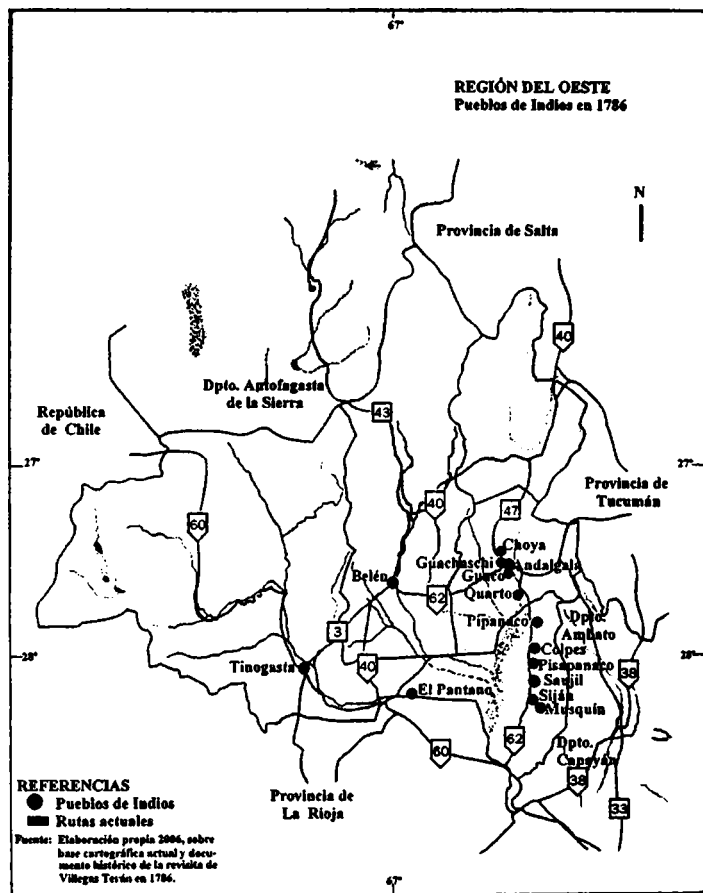 67°
REGIÓN DEL OESTE
Pueblos de Indios en 1786
N
Provincia de Salta
40
Dpto. Antofagasta
de la Sierra
República
de Chile
43
27°
27°
Provincia de
Tucumán
40
47
60
Choya
Guachaschi
Andalgala
Guaco
Belén
62
Quarto
3
Pipanaco
Dpto.
Ambato
Colpes
28°
Pisapanaco
28°
Tinogasta
40
38
Saujil
El Pantano
Siján
Musquín
62
Dpto.
Capayán
60
38
33
REFERENCIAS
Pueblos de Indios
Rutas actuales
Provincia de
La Rioja
Fuente: Elaboración propia 2006, sobre
base cartográfica actual y docu-
mento histórico de la revisita de
Villegas Terán en 1786.
67°